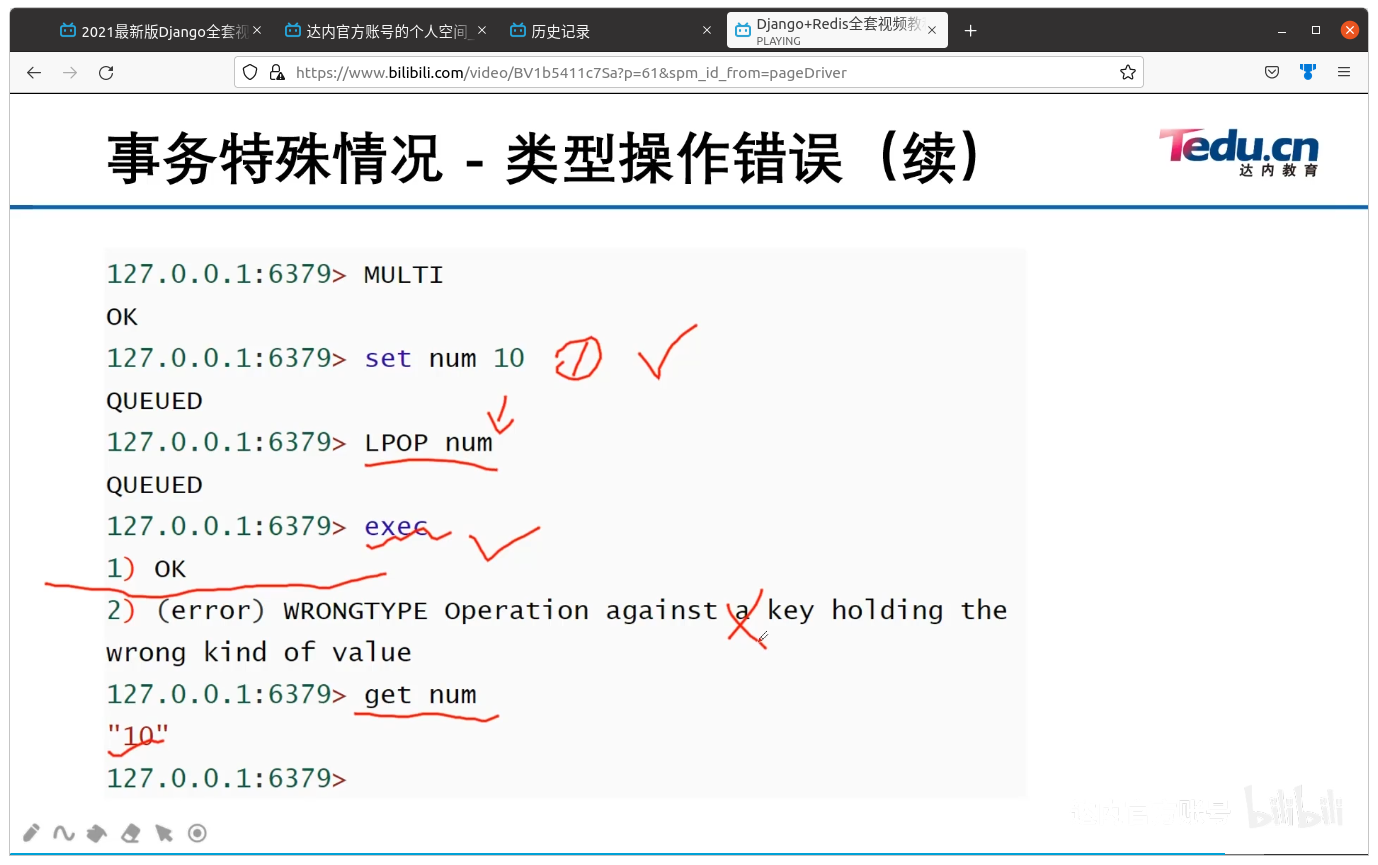 2021最新版Django全套视
达内官方账号的个人空间_
历史记录
Django+Redis全套视频教
PLAYING
https://www.bilibili.com/video/BV1b5411c7Sa?p=61&spm_id_from=pageDriver
事务特殊情况 - 类型操作错误（续）
Tedu.cn
达内教育
127.0.0.1:6379> MULTI
OK
127.0.0.1:6379> set num 10 ①
QUEUED
127.0.0.1:6379> LPOP num
QUEUED
127.0.0.1:6379> exec
1) OK
2) (error) WRONGTYPE Operation against a key holding the
wrong kind of value
127.0.0.1:6379> get num
"10"
127.0.0.1:6379>
bilibili